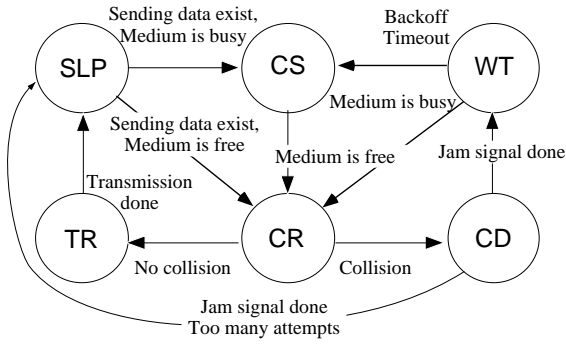 Sending data exist,
Medium is busy
Backoff
Timeout
SLP
CS
WT
Sending data exist,
Medium is free
Medium is busy
Medium is free
Jam signal done
Transmission
done
TR
CR
CD
No collision
Collision
Jam signal done
Too many attempts